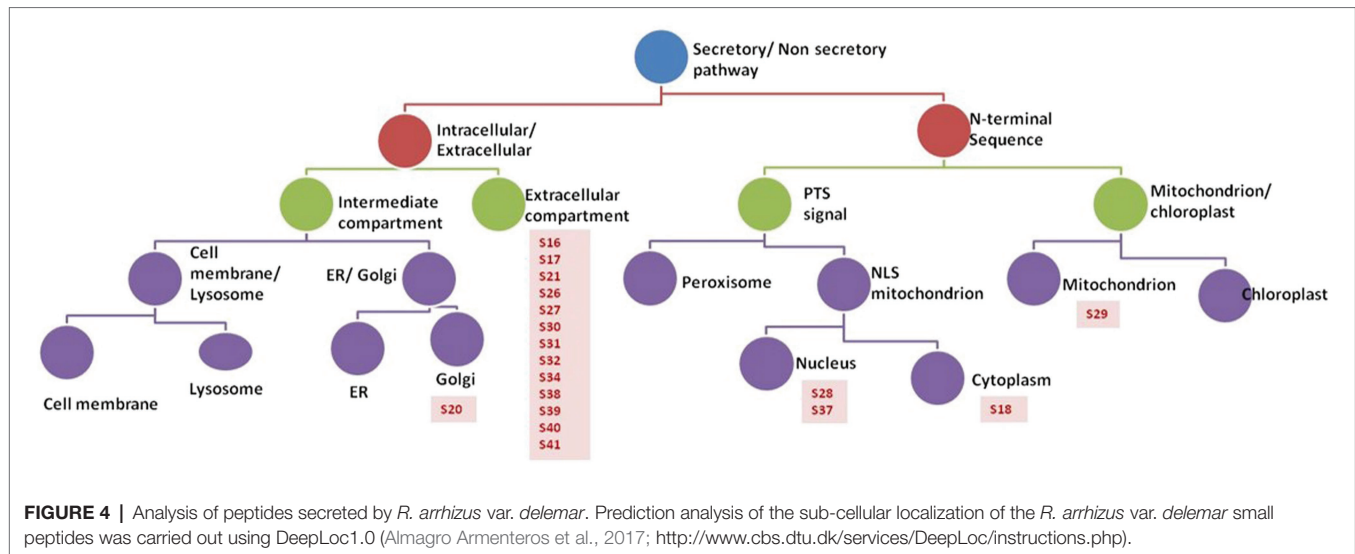 Secretory/ Non secretory
pathway
Intracellular/
Extracellular
N-terminal
Sequence
Intermediate
compartment
Extracellular
compartment
PTS
signal
Mitochondrion/
chloroplast
Cell
membrane/
Lysosome
ER/ Golgi
Peroxisome
NLS
mitochondrion
Mitochondrion
Chloroplast
S29
Cell membrane
Lysosome
ER
Golgi
S20
S16
S17
S21
S26
S27
S30
S31
S32
S34
S38
S39
S40
S41
Nucleus
S28
S37
Cytoplasm
S18
FIGURE 4 | Analysis of peptides secreted by R. arrhizus var. delemar. Prediction analysis of the sub-cellular localization of the R. arrhizus var. delemar small
peptides was carried out using DeepLoc1.0 (Almagro Armenteros et al., 2017; http://www.cbs.dtu.dk/services/DeepLoc/instructions.php).